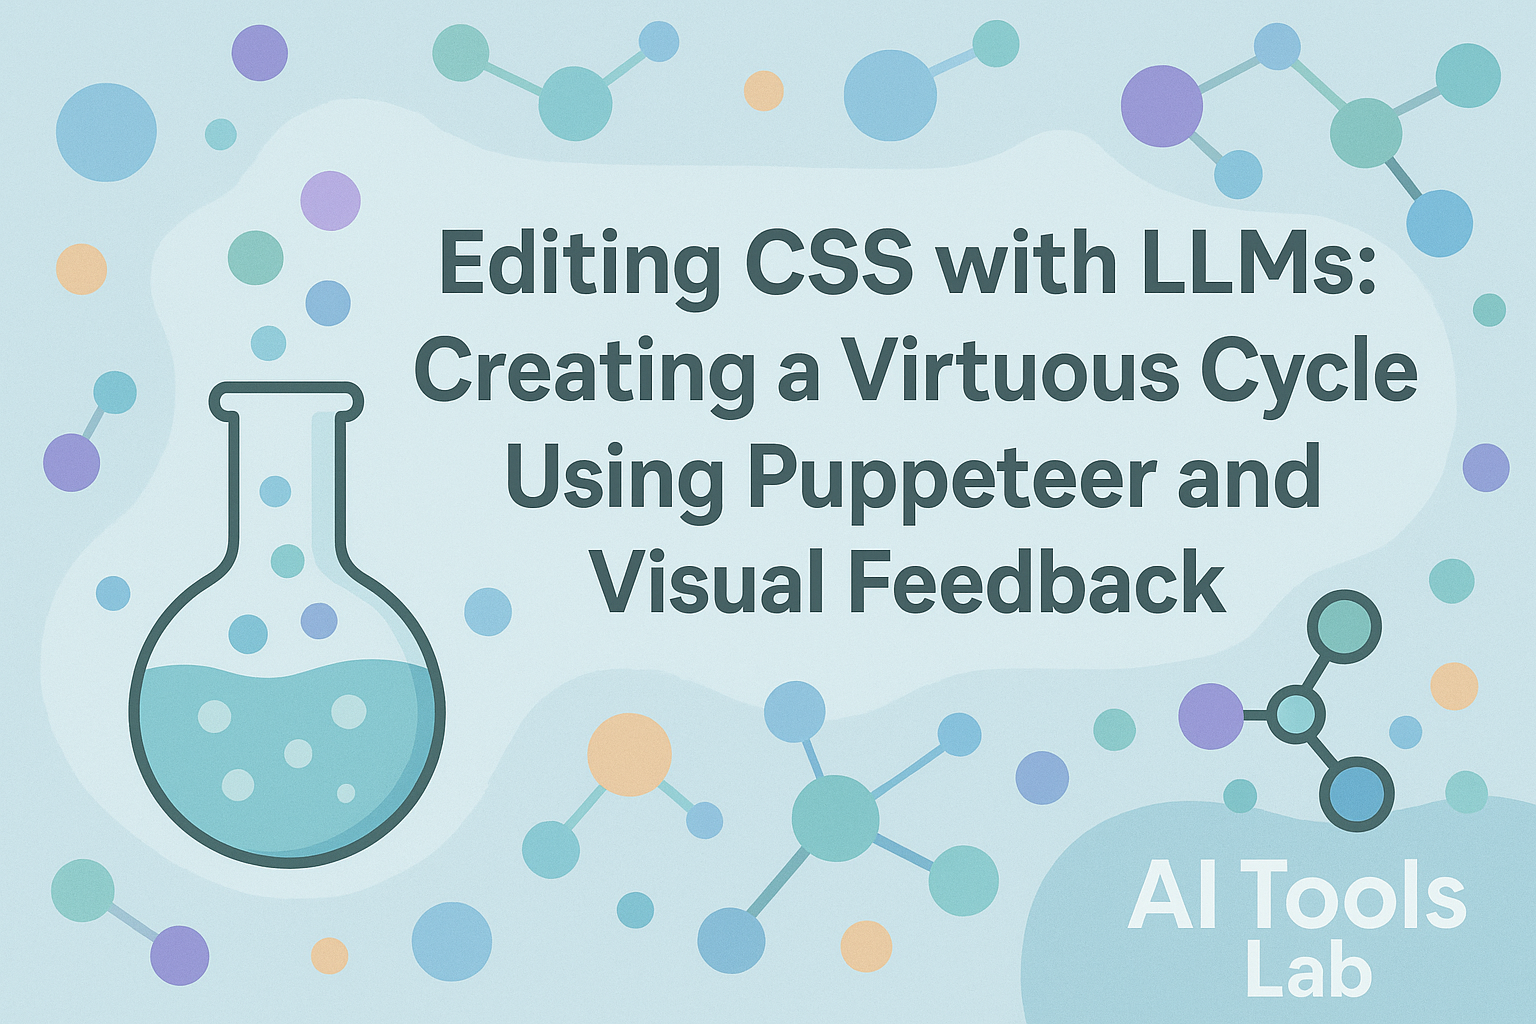 Editing CSS with LLMs:
Creating a Virtuous Cycle
Using Puppeteer and
Visual Feedback
AI Tools
Lab